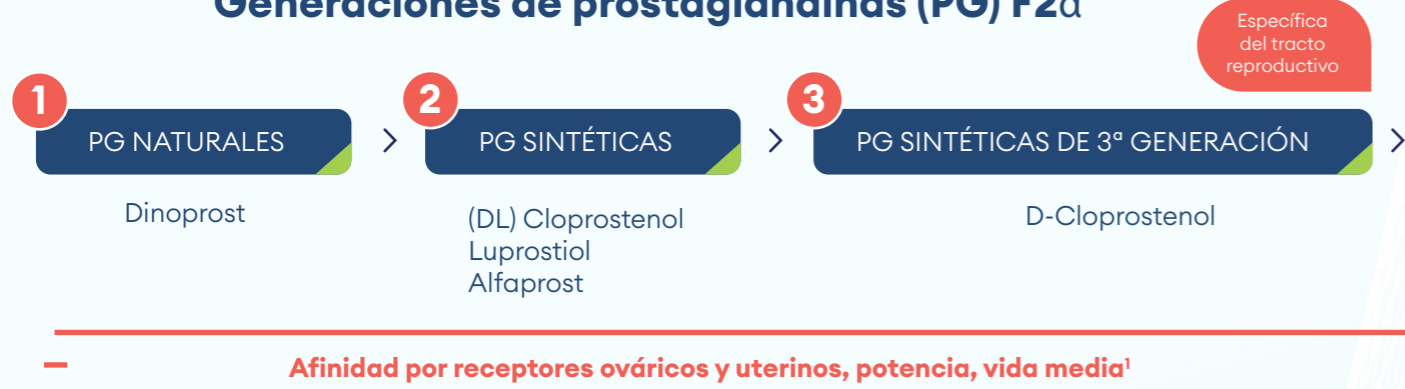 Generaciones de prostaglandinas (PG) F2α
Específica
del tracto
reproductivo
1
2
3
PG NATURALES
>
PG SINTÉTICAS
>
PG SINTÉTICAS DE 3ª GENERACIÓN
>
Dinoprost
(DL) Cloprostenol
Luprostiol
Alfaprost
D-Cloprostenol
– Afinidad por receptores ováricos y uterinos, potencia, vida media¹